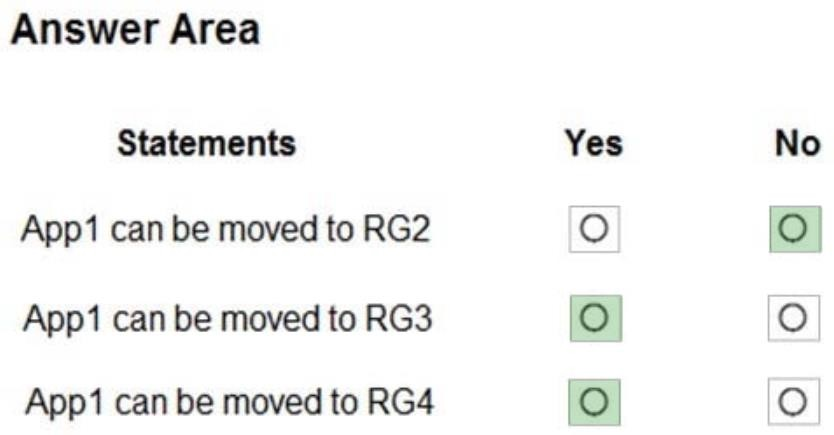 Answer Area
Statements Yes No
App1 can be moved to RG2
App1 can be moved to RG3
App1 can be moved to RG4